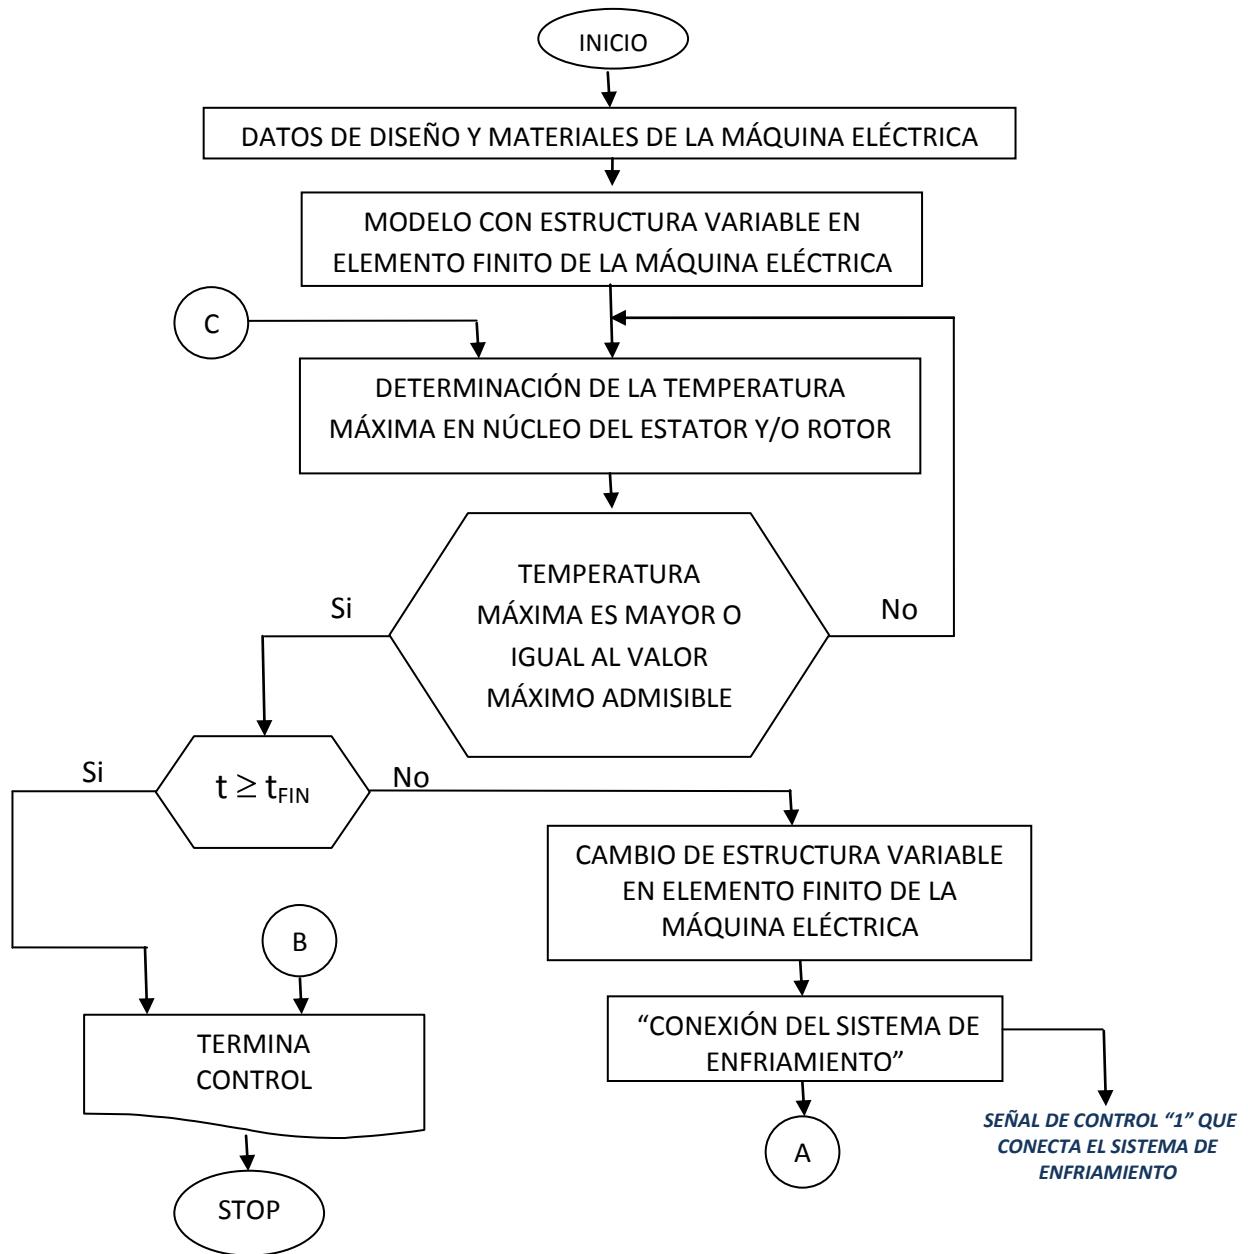 INICIO
DATOS DE DISEÑO Y MATERIALES DE LA MÁQUINA ELÉCTRICA
MODELO CON ESTRUCTURA VARIABLE EN
ELEMENTO FINITO DE LA MÁQUINA ELÉCTRICA
C
DETERMINACIÓN DE LA TEMPERATURA
MÁXIMA EN NÚCLEO DEL ESTATOR Y/O ROTOR
TEMPERATURA
MÁXIMA ES MAYOR O
IGUAL AL VALOR
MÁXIMO ADMISIBLE
Si
No
t ≥ tFIN
Si
No
CAMBIO DE ESTRUCTURA VARIABLE
EN ELEMENTO FINITO DE LA
MÁQUINA ELÉCTRICA
B
“CONEXIÓN DEL SISTEMA DE
ENFRIAMIENTO”
TERMINA
CONTROL
A
SEÑAL DE CONTROL “1” QUE
CONECTA EL SISTEMA DE
ENFRIAMIENTO
STOP